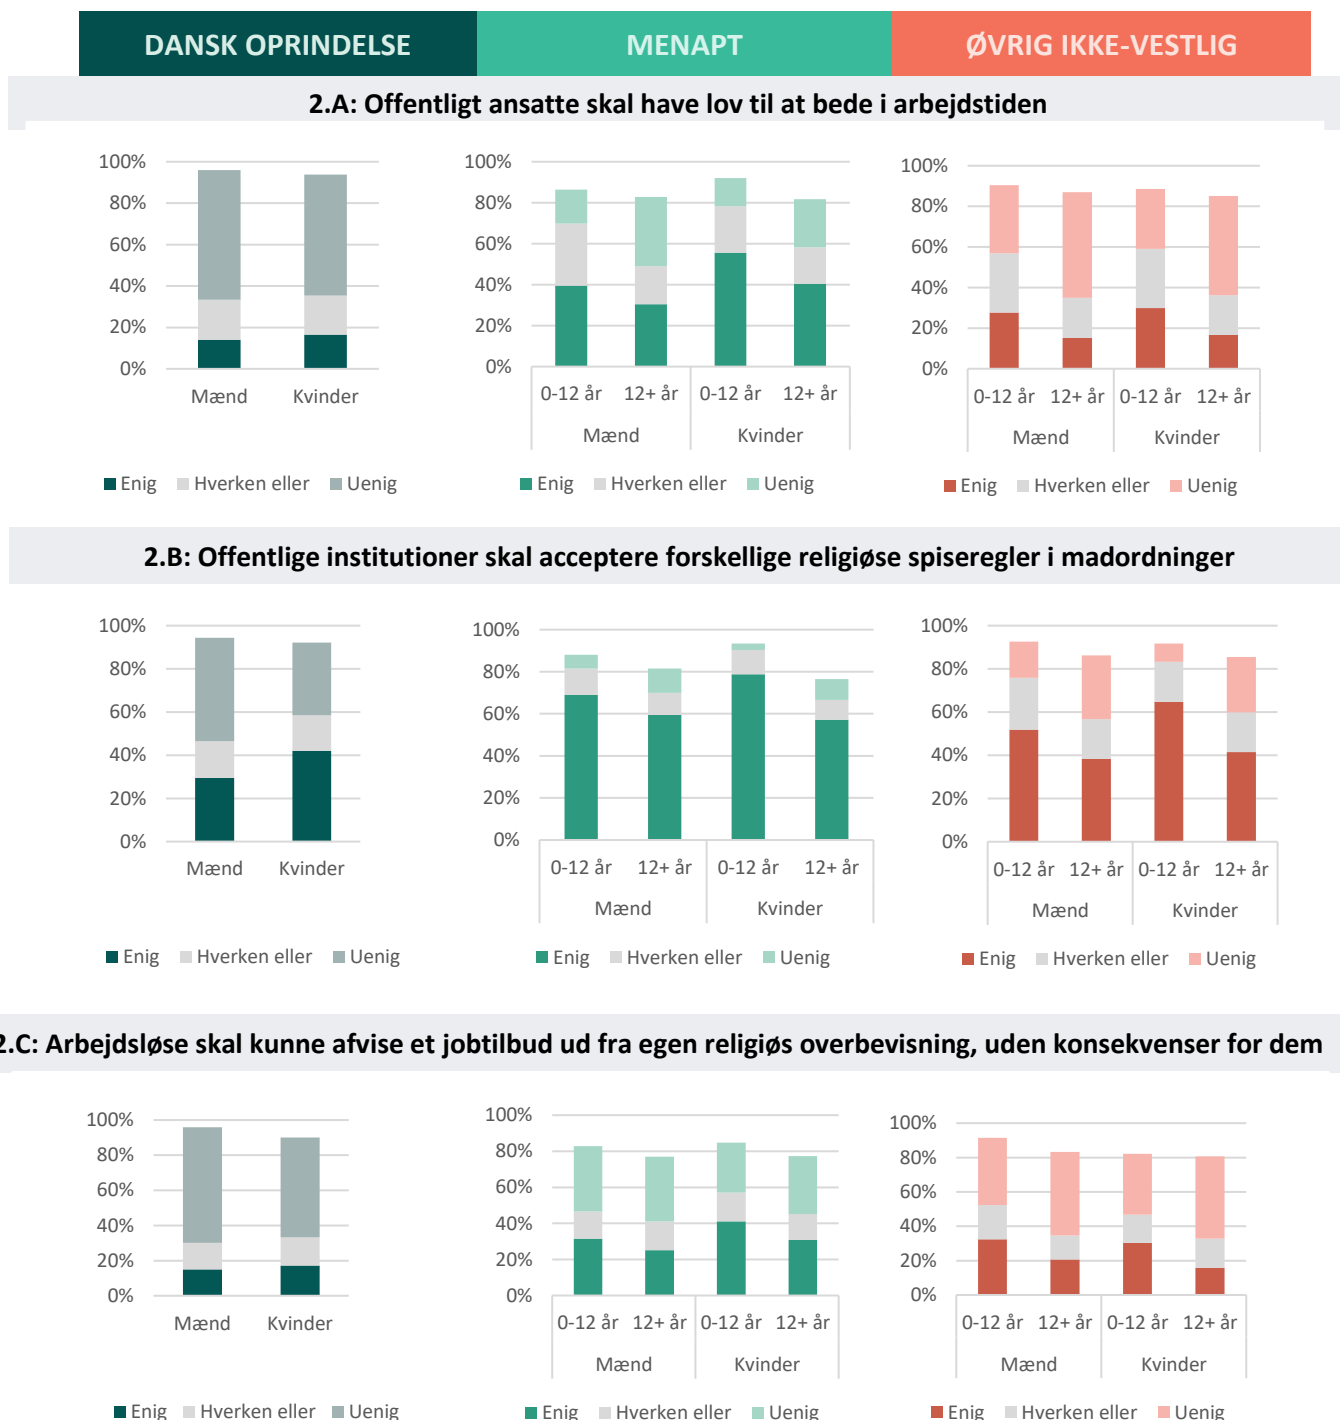 DANSK OPRINDELSE MENAPT ØVRIG IKKE-VESTLIG
2.A: Offentligt ansatte skal have lov til at bede i arbejdstiden
100% 100% 100%
80% 80% 80%
60% 60% 60%
40% 40% 40%
20% 20% 20%
0% 0% 0%
Mænd Kvinder 0-12 år 12+ år 0-12 år 12+ år 0-12 år 12+ år 0-12 år 12+ år
Mænd Kvinder Mænd Kvinder
Enig Hverken eller Uenig Enig Hverken eller Uenig Enig Hverken eller Uenig
2.B: Offentlige institutioner skal acceptere forskellige religiøse spiseregler i madordninger
100% 100% 100%
80% 80% 80%
60% 60% 60%
40% 40% 40%
20% 20% 20%
0% 0% 0%
Mænd Kvinder 0-12 år 12+ år 0-12 år 12+ år 0-12 år 12+ år 0-12 år 12+ år
Mænd Kvinder Mænd Kvinder
Enig Hverken eller Uenig Enig Hverken eller Uenig Enig Hverken eller Uenig
2.C: Arbejdsløse skal kunne afvise et jobtilbud ud fra egen religiøs overbevisning, uden konsekvenser for dem
100% 100% 100%
80% 80% 80%
60% 60% 60%
40% 40% 40%
20% 20% 20%
0% 0% 0%
Mænd Kvinder 0-12 år 12+ år 0-12 år 12+ år 0-12 år 12+ år 0-12 år 12+ år
Mænd Kvinder Mænd Kvinder
Enig Hverken eller Uenig Enig Hverken eller Uenig Enig Hverken eller Uenig